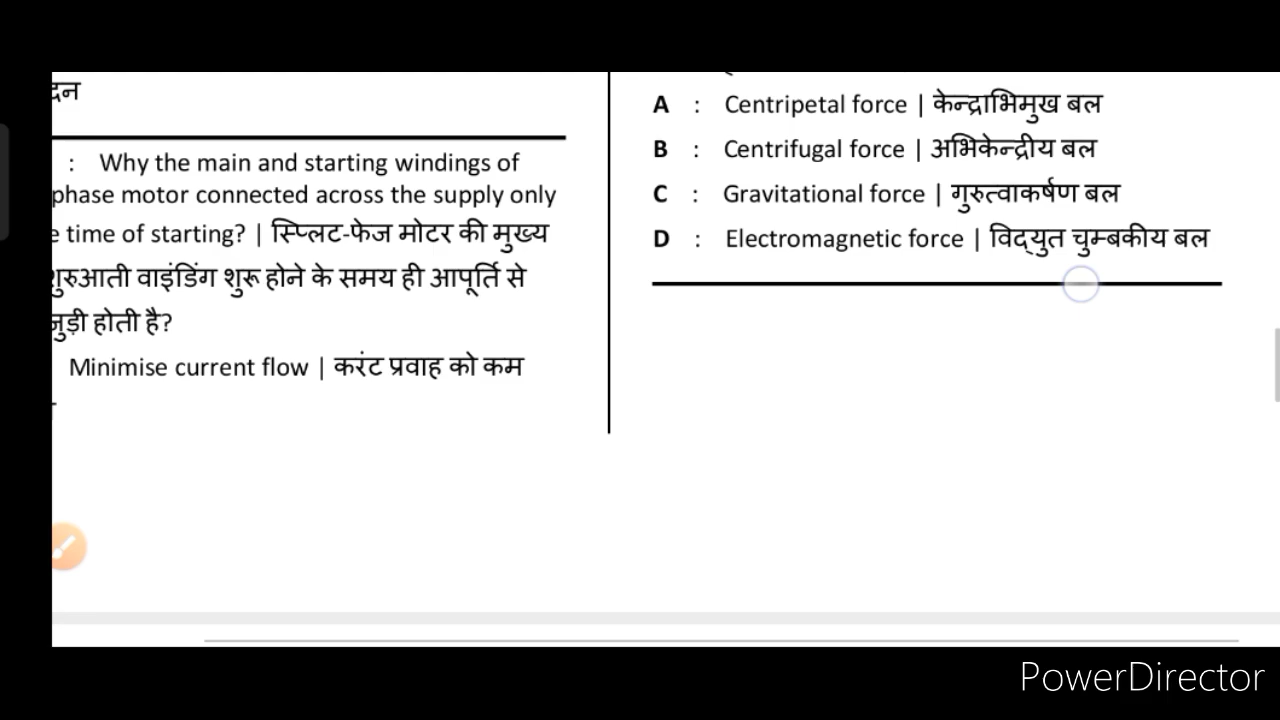 दन
: Why the main and starting windings of
phase motor connected across the supply only
e time of starting? | स्प्लिट-फेज मोटर की मुख्य
शुरुआती वाइंडिंग शुरू होने के समय ही आपूर्ति से
जुड़ी होती है?
Minimise current flow | करंट प्रवाह को कम
A : Centripetal force | केन्द्राभिमुख बल
B : Centrifugal force | अभिकेन्द्रीय बल
C : Gravitational force | गुरुत्वाकर्षण बल
D : Electromagnetic force | विद्युत चुम्बकीय बल
PowerDirector